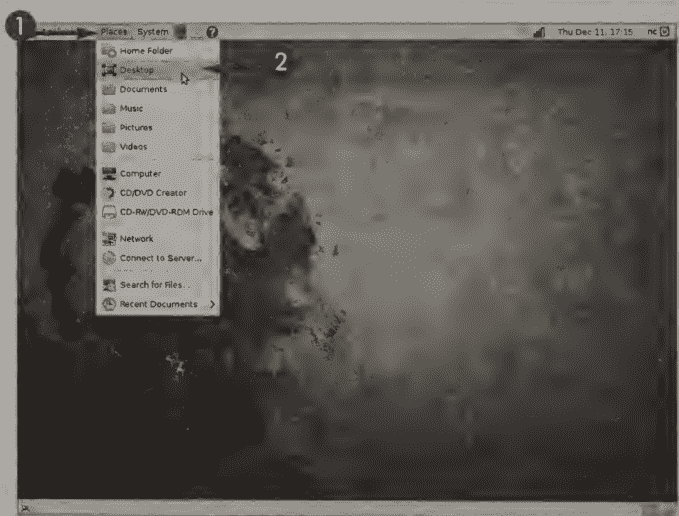 1
Places System
Thu Dec 11, 17:15 nc
Home Folder
Desktop
2
Documents
Music
Pictures
Videos
Computer
CD/DVD Creator
CD-RW/DVD-ROM Drive
Network
Connect to Server...
Search for Files...
Recent Documents